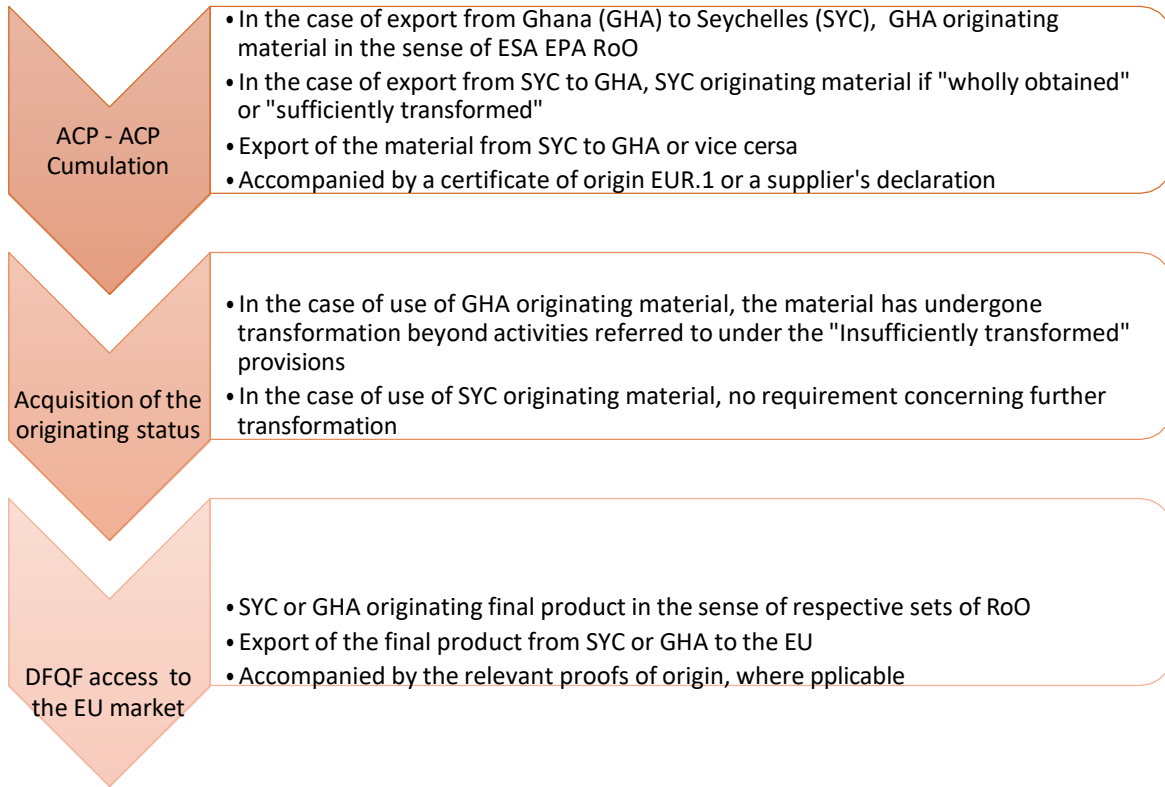 ACP - ACP
Cumulation
• In the case of export from Ghana (GHA) to Seychelles (SYC),  GHA originating
material in the sense of ESA EPA RoO
• In the case of export from SYC to GHA, SYC originating material if "wholly obtained"
or "sufficiently transformed"
• Export of the material from SYC to GHA or vice cersa
• Accompanied by a certificate of origin EUR.1 or a supplier's declaration
Acquisition of the
originating status
• In the case of use of GHA originating material, the material has undergone
transformation beyond activities referred to under the "Insufficiently transformed"
provisions
• In the case of use of SYC originating material, no requirement concerning further
transformation
DFQF access to
the EU market
• SYC or GHA originating final product in the sense of respective sets of RoO
• Export of the final product from SYC or GHA to the EU
• Accompanied by the relevant proofs of origin, where pplicable